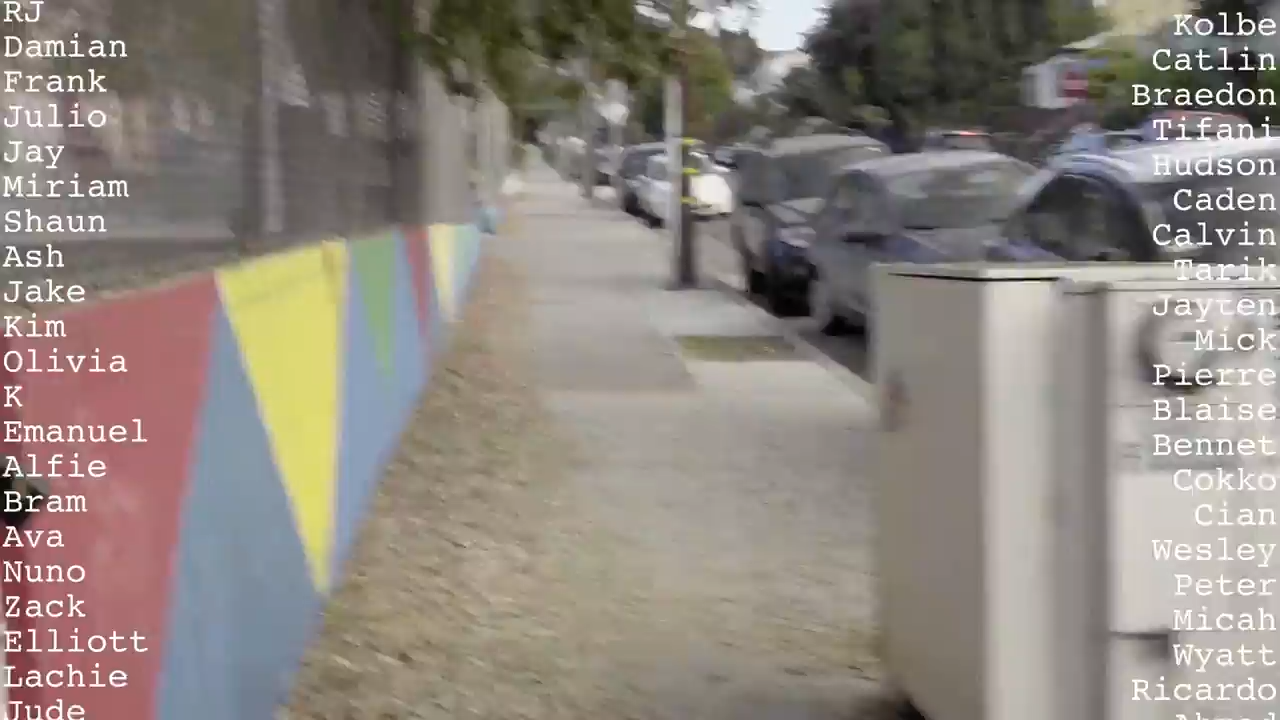 RJ
Damian
Frank
Julio
Jay
Miriam
Shaun
Ash
Jake
Kim
Olivia
K
Emanuel
Alfie
Bram
Ava
Nuno
Zack
Elliott
Lachie
Jude
Kolbe
Catlin
Braedon
Tifani
Hudson
Caden
Calvin
Tarik
Jayten
Mick
Pierre
Blaise
Bennet
Cokko
Cian
Wesley
Peter
Micah
Wyatt
Ricardo
Ahmed